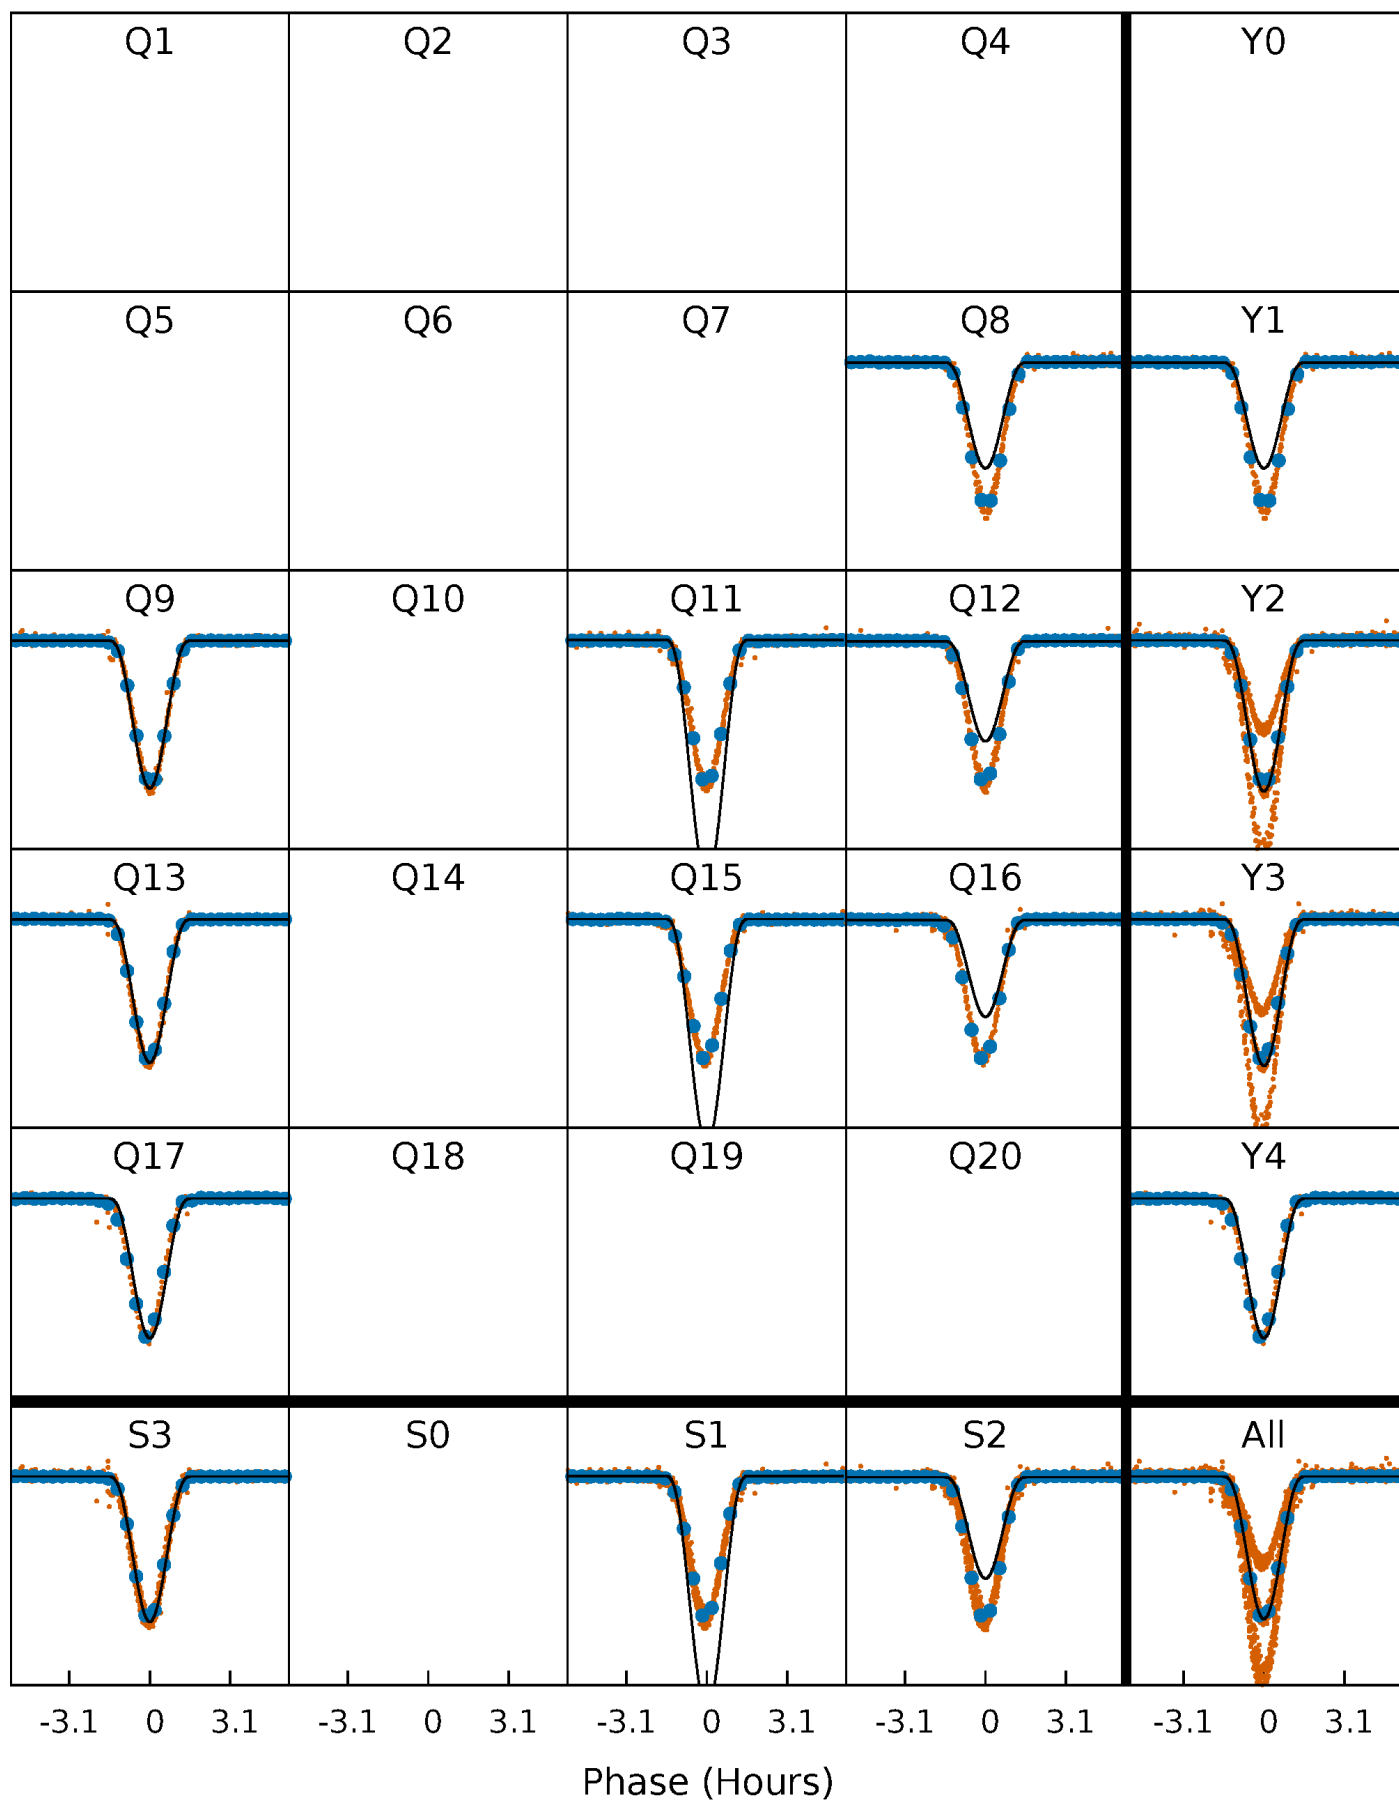 Q1 Q2 Q3 Q4 Y0
Q5 Q6 Q7 Q8 Y1
Q9 Q10 Q11 Q12 Y2
Q13 Q14 Q15 Q16 Y3
Q17 Q18 Q19 Q20 Y4
S3 S0 S1 S2 All
-3.1 0 3.1 -3.1 0 3.1 -3.1 0 3.1 -3.1 0 3.1 -3.1 0 3.1
Phase (Hours)